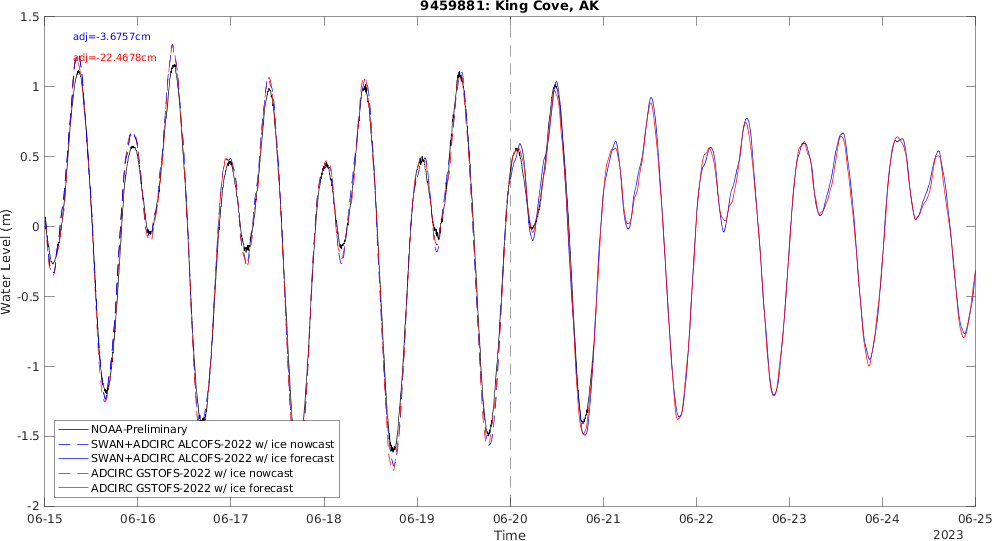 9459881: King Cove, AK
adj=-3.6757cm
adj=-22.4678cm
Water Level (m)
1.5
1
0.5
0
-0.5
-1
-1.5
-2
NOAA-Preliminary
SWAN+ADCIRC ALCOFS-2022 w/ ice nowcast
SWAN+ADCIRC ALCOFS-2022 w/ ice forecast
ADCIRC GSTOFS-2022 w/ ice nowcast
ADCIRC GSTOFS-2022 w/ ice forecast
06-15 06-16 06-17 06-18 06-19 06-20 06-21 06-22 06-23 06-24 06-25
Time
2023